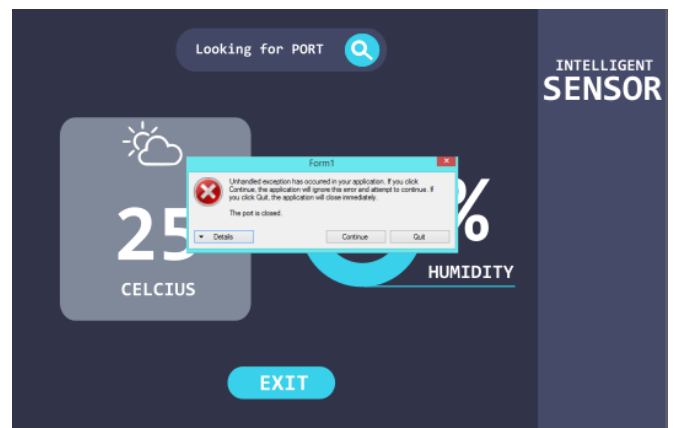 Looking for PORT
INTELLIGENT
SENSOR
Form1
Unhandled exception has occurred in your application. If you click
Continue, the application will ignore this error and attempt to continue. If
you click Quit, the application will close immediately.
The port is closed.
Details
Continue
Quit
25
CELCIUS
%
HUMIDITY
EXIT